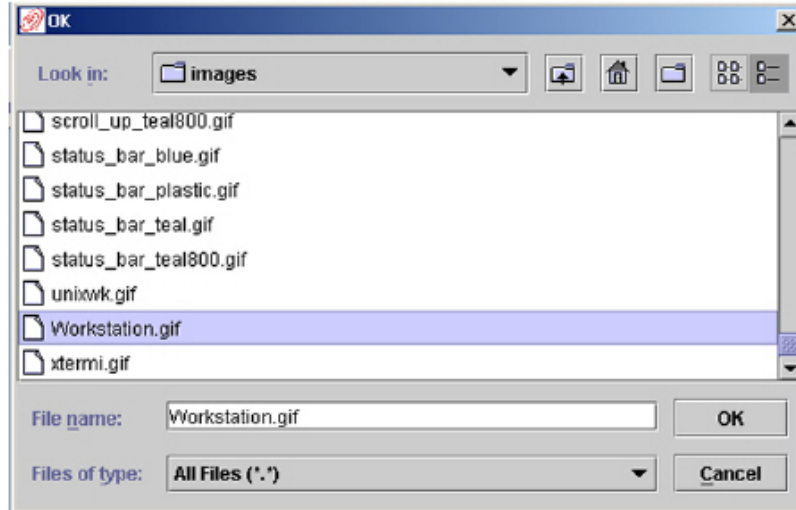 OK
Look in: images
scroll_up_teal800.gif
status_bar_blue.gif
status_bar_plastic.gif
status_bar_teal.gif
status_bar_teal800.gif
unixwk.gif
Workstation.gif
xtermi.gif
File name: Workstation.gif OK
Files of type: All Files (*.*) Cancel